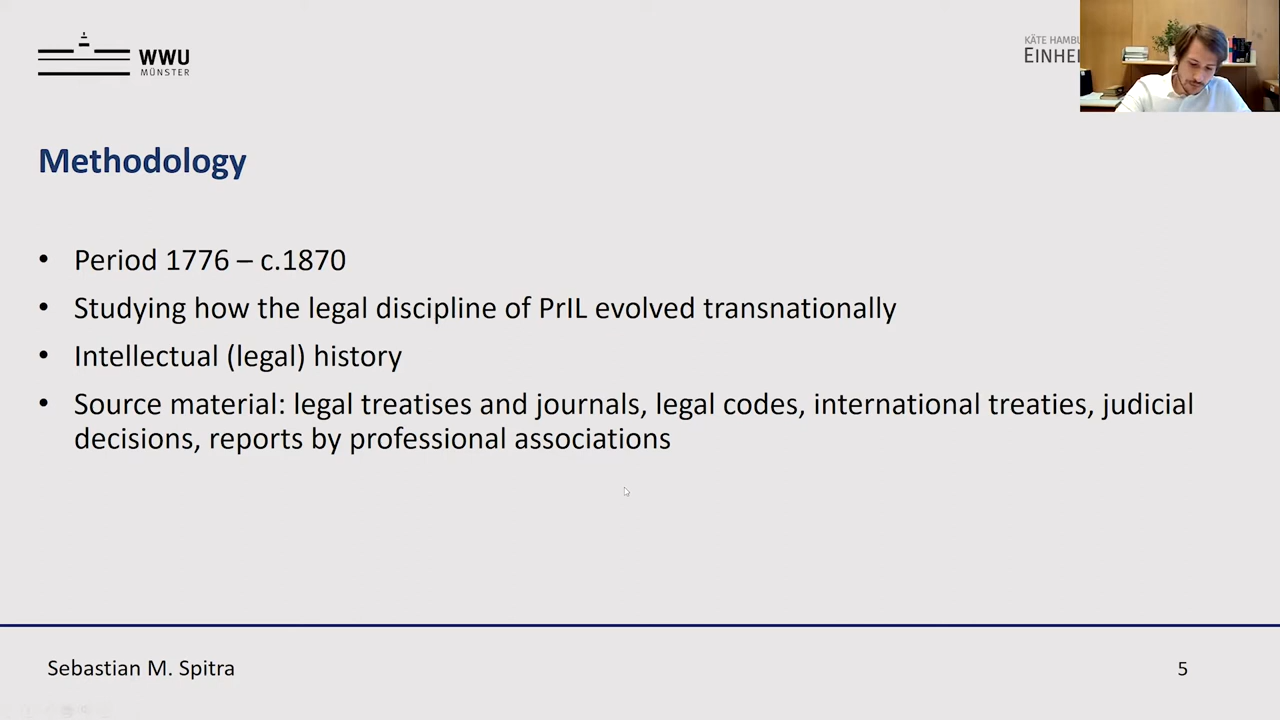 WWU
MÜNSTER
KÄTE HAMBU
EINHEI
Methodology
• Period 1776 – c.1870
• Studying how the legal discipline of PrIL evolved transnationally
• Intellectual (legal) history
• Source material: legal treatises and journals, legal codes, international treaties, judicial
decisions, reports by professional associations
Sebastian M. Spitra
5